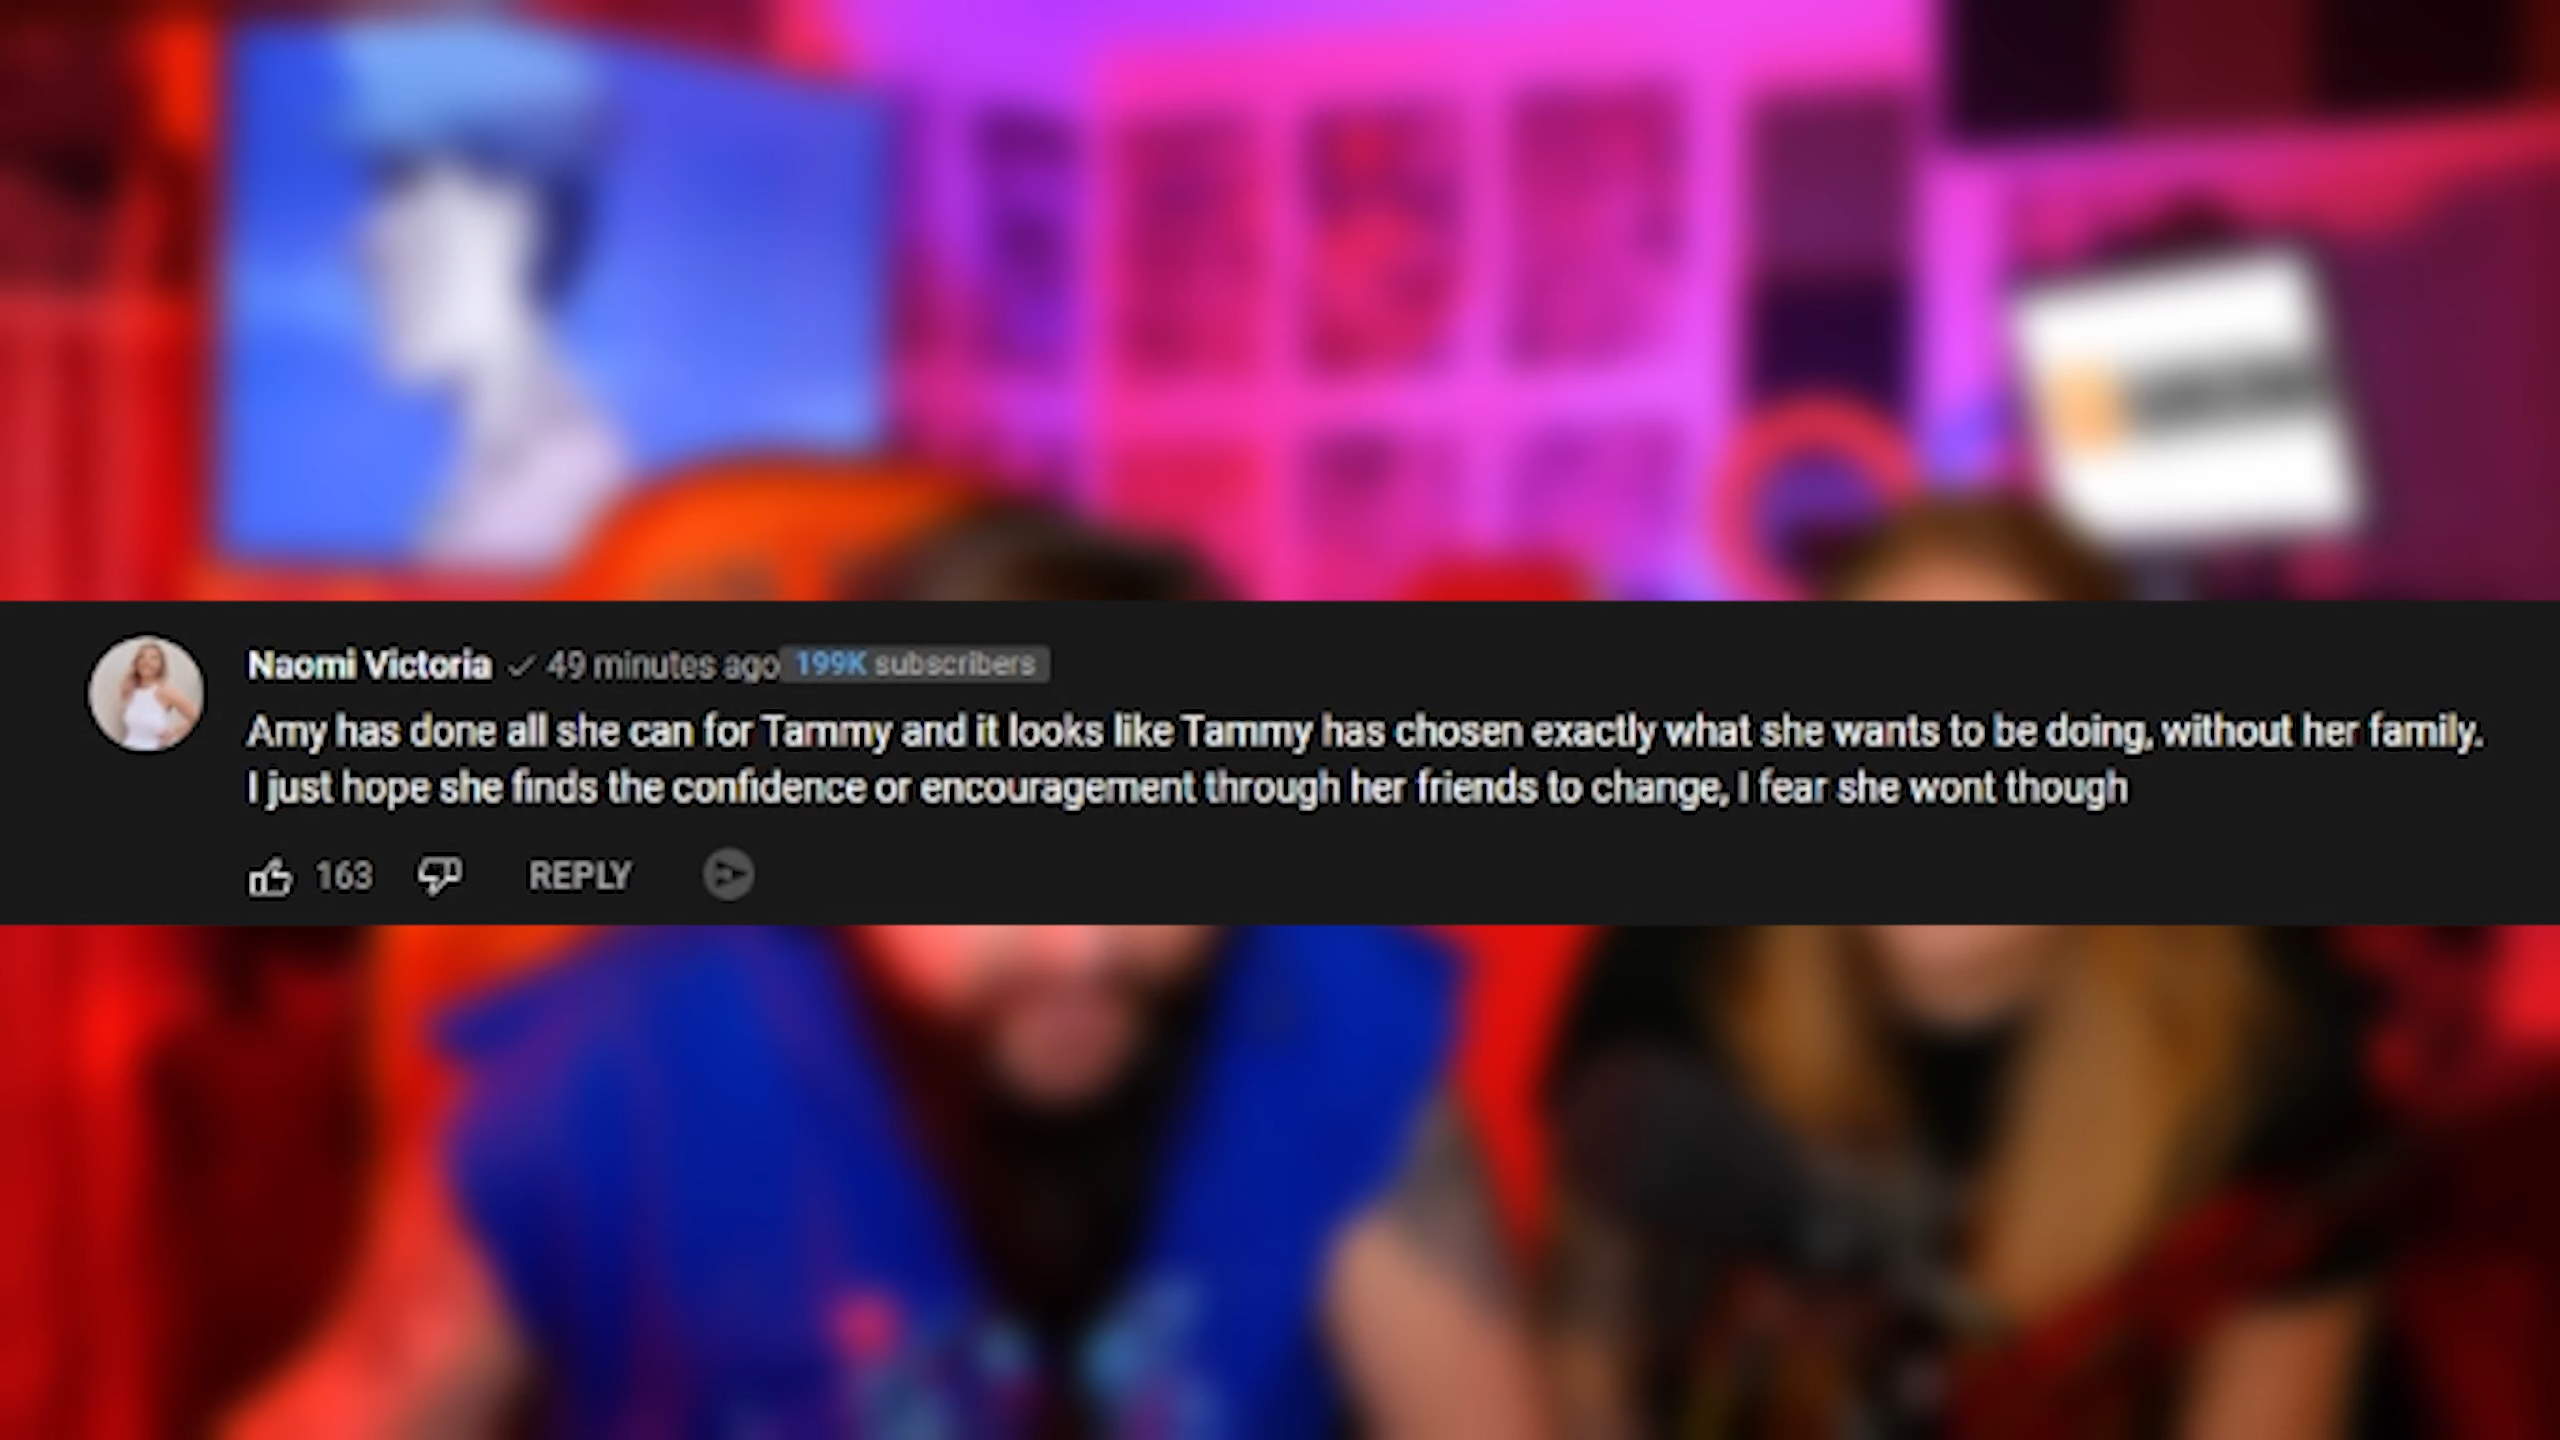 Naomi Victoria 49 minutes ago 199K subscribers
Amy has done all she can for Tammy and it looks like Tammy has chosen exactly what she wants to be doing, without her family.
I just hope she finds the confidence or encouragement through her friends to change, I fear she wont though
163 REPLY